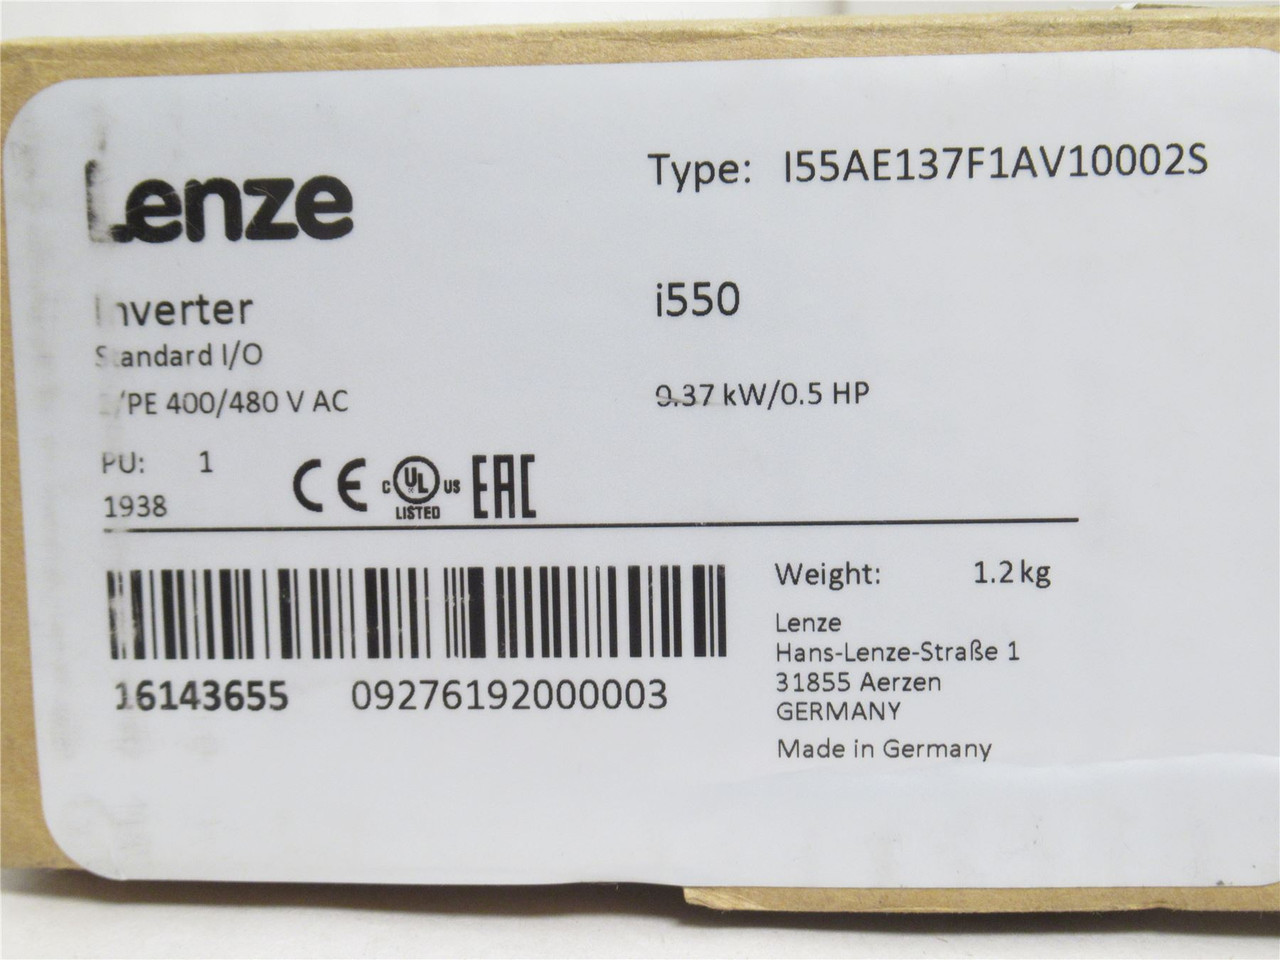 Lenze
Type: I55AE137F1AV10002S
Inverter
i550
Standard I/O
/PE 400/480 V AC
0.37 kW/0.5 HP
PU: 1
1938
CE
C UL US
LISTED
EAC
Weight: 1.2 kg
Lenze
Hans-Lenze-Straße 1
31855 Aerzen
GERMANY
Made in Germany
16143655 09276192000003